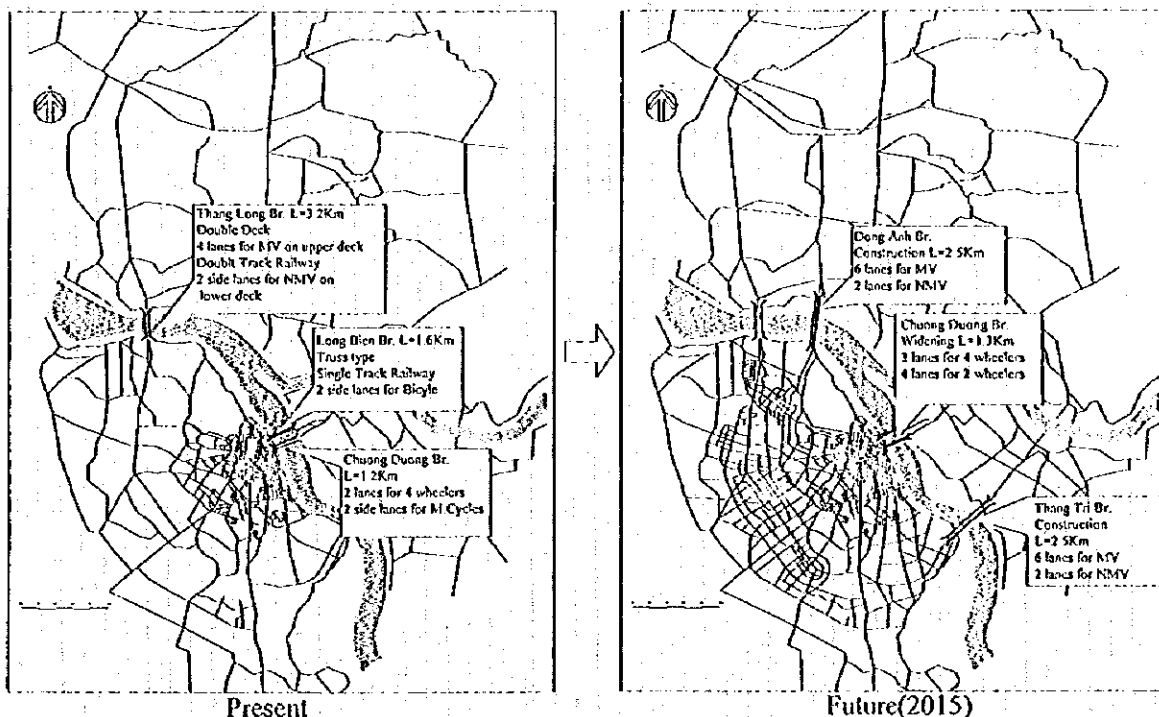 Thang Long Br. L=3.2Km
Double Deck
4 lanes for MV on upper deck
Doubit Track Railway
2 side lanes for NMV on
lower deck
Long Bien Br. L=1.6Km
Truss type
Single Track Railway
2 side lanes for Bicyle
Chuong Duong Br.
L=1.2Km
2 lanes for 4 wheelers
2 side lanes for M.Cycles
Present
Dong Anh Br.
Construction L=2.5Km
6 lanes for MV
2 lanes for NMV
Chuong Duong Br.
Widening L=1.3Km
lanes for 4 wheelers
4 lanes for 2 wheelers
Thang Tri Br.
Construction
L=2.5Km
6 lanes for MV
2 lanes for NMV
Future(2015)